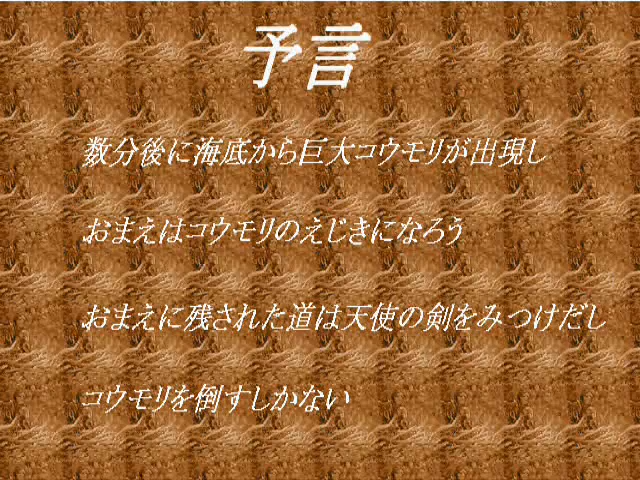 予言
数分後に海底から巨大コウモリが出現し
おまえはコウモリのえじきになろう
おまえに残された道は天使の剣をみつけだし
コウモリを倒すしかない